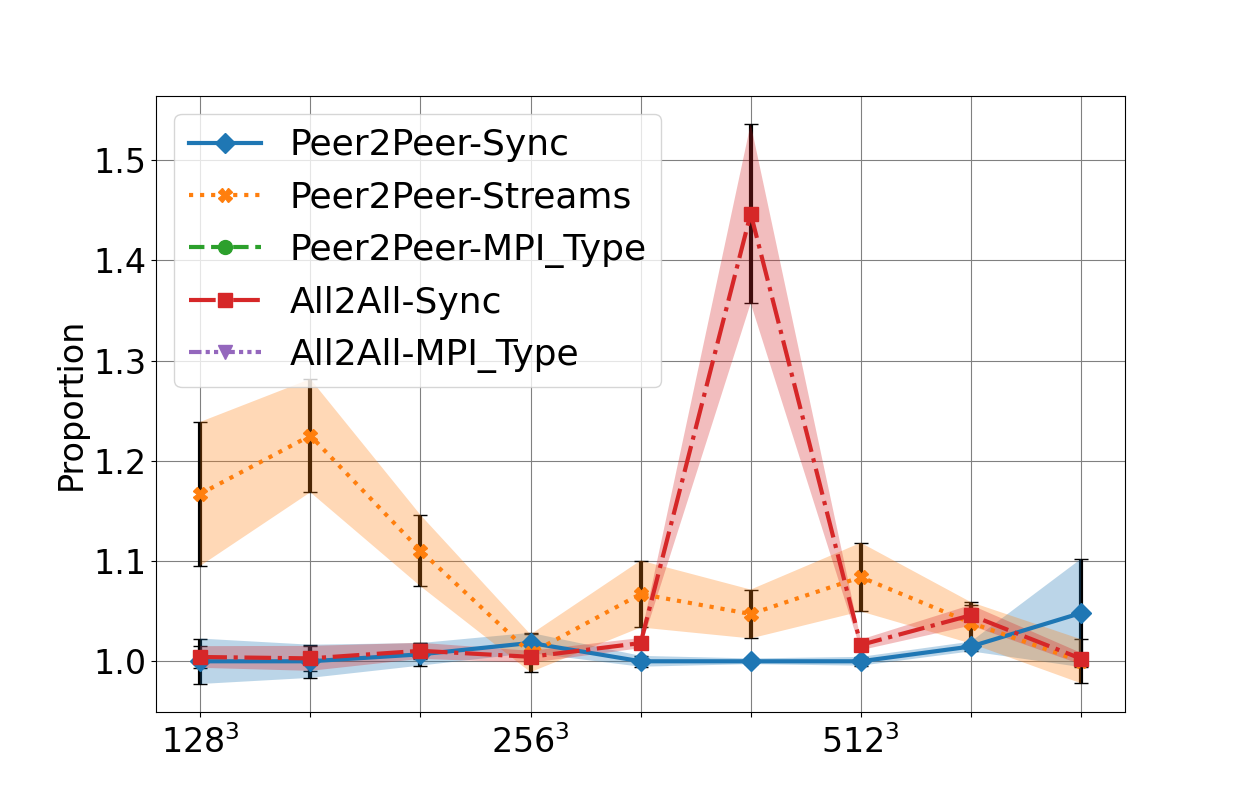 Peer2Peer-Sync
Peer2Peer-Streams
Peer2Peer-MPI_Type
All2All-Sync
All2All-MPI_Type
Proportion
1.5
1.4
1.3
1.2
1.1
1.0
128³
256³
512³